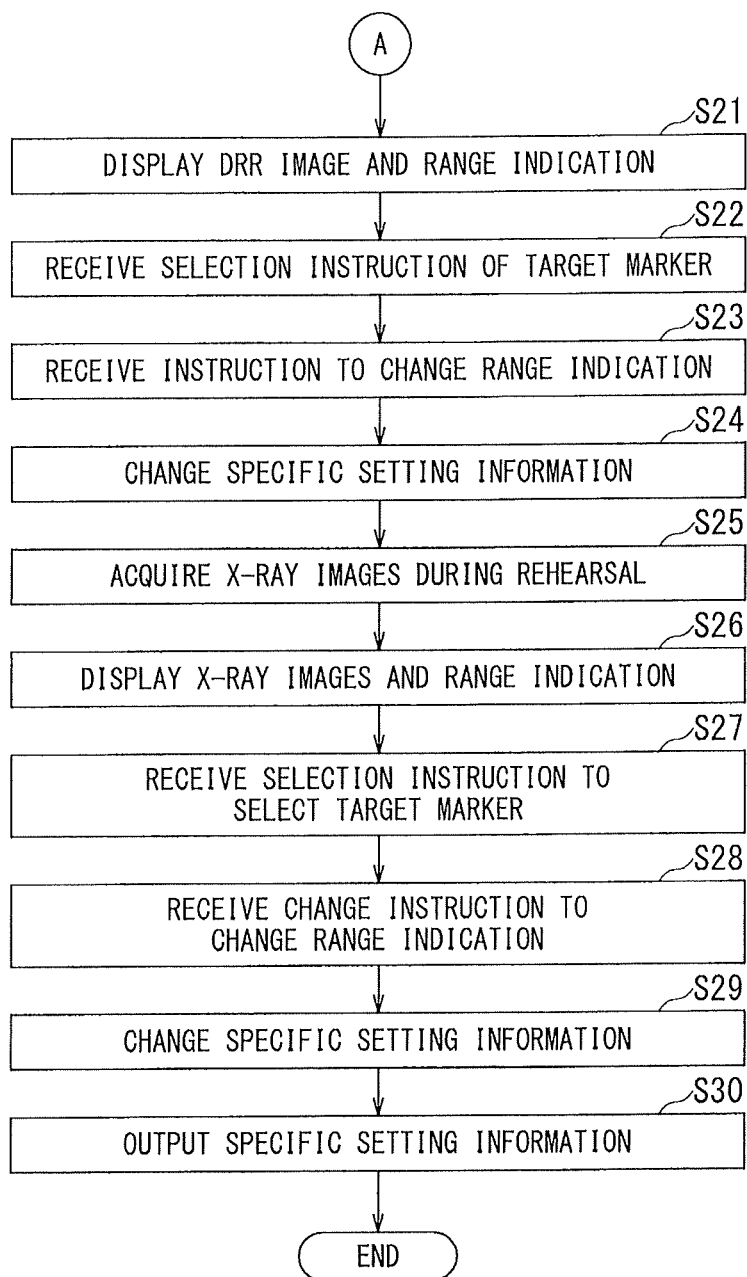 A
S21
DISPLAY DRR IMAGE AND RANGE INDICATION
S22
RECEIVE SELECTION INSTRUCTION OF TARGET MARKER
S23
RECEIVE INSTRUCTION TO CHANGE RANGE INDICATION
S24
CHANGE SPECIFIC SETTING INFORMATION
S25
ACQUIRE X-RAY IMAGES DURING REHEARSAL
S26
DISPLAY X-RAY IMAGES AND RANGE INDICATION
S27
RECEIVE SELECTION INSTRUCTION TO
SELECT TARGET MARKER
S28
RECEIVE CHANGE INSTRUCTION TO
CHANGE RANGE INDICATION
S29
CHANGE SPECIFIC SETTING INFORMATION
S30
OUTPUT SPECIFIC SETTING INFORMATION
END